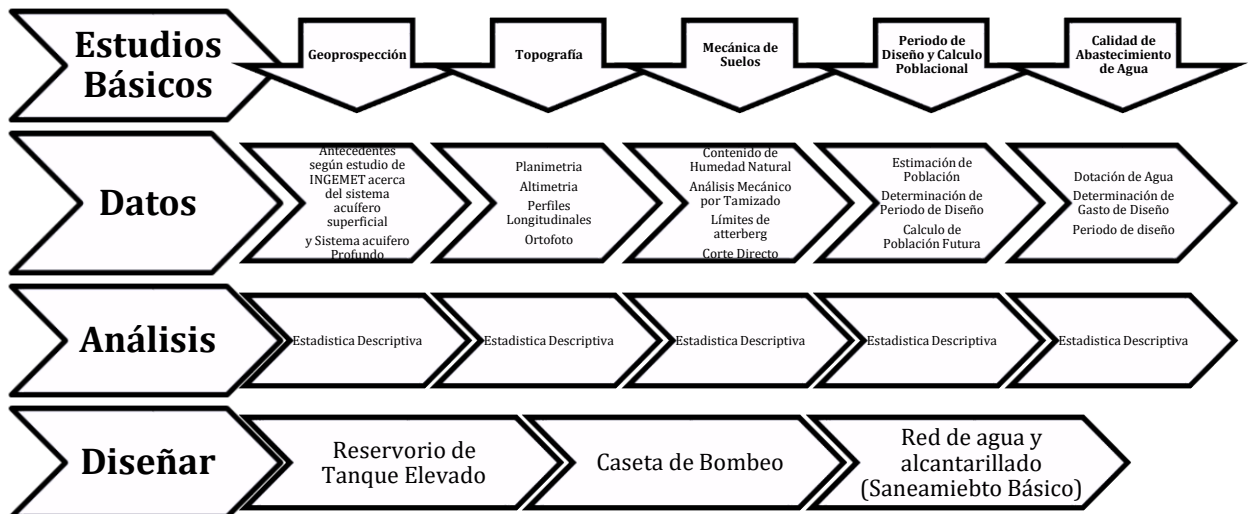 Estudios
Básicos
Geoprospección
Topografía
Mecánica de
Suelos
Periodo de
Diseño y Calculo
Poblacional
Calidad de
Abastecimiento
de Agua
Datos
Antecedentes
según estudio de
INGEMET acerca
del sistema
acuífero
superficial
y Sistema acuifero
Profundo
Planimetria
Altimetria
Perfiles
Longitudinales
Ortofoto
Contenido de
Humedad Natural
Análisis Mecánico
por Tamizado
Límites de
atterberg
Corte Directo
Estimación de
Población
Determinación de
Periodo de Diseño
Calculo de
Población Futura
Dotación de Agua
Determinación de
Gasto de Diseño
Periodo de diseño
Análisis
Estadistica Descriptiva
Estadistica Descriptiva
Estadistica Descriptiva
Estadistica Descriptiva
Estadistica Descriptiva
Diseñar
Reservorio de
Tanque Elevado
Caseta de Bombeo
Red de agua y
alcantarillado
(Saneamiebto Básico)